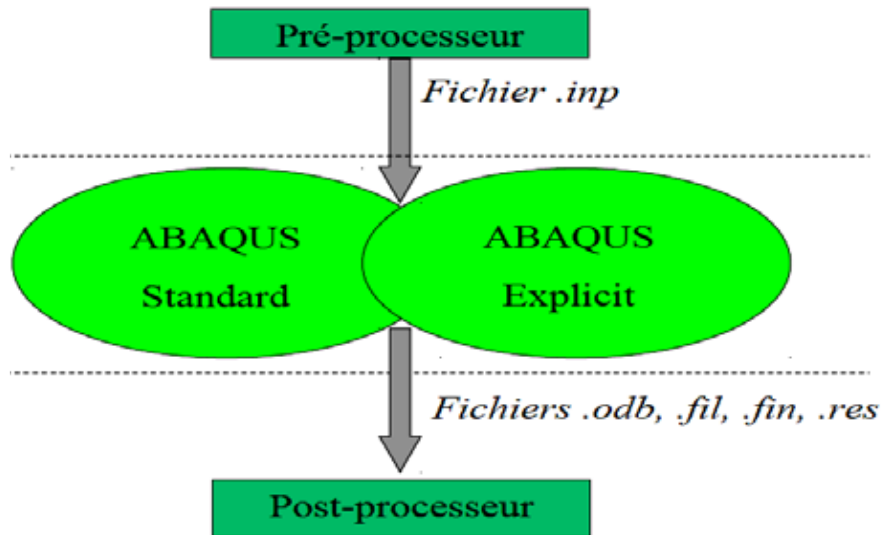 Pré-processeur
Fichier .inp
ABAQUS
Standard
ABAQUS
Explicit
Fichiers .odb, .fil, .fin, .res
Post-processeur